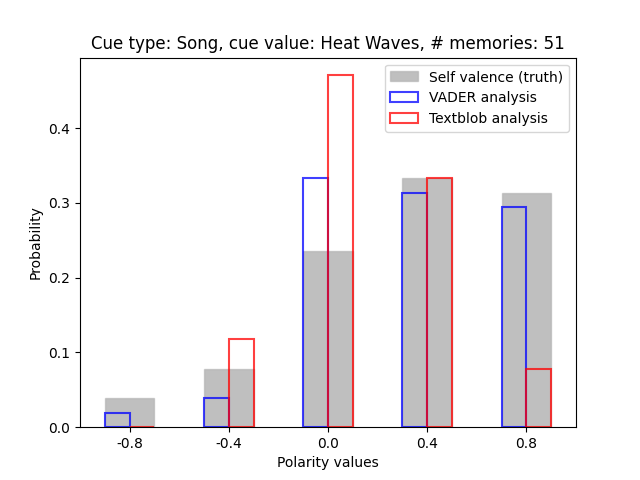 Cue type: Song, cue value: Heat Waves, # memories: 51
Self valence (truth)
VADER analysis
Textblob analysis
Probability
0.4
0.3
0.2
0.1
0.0
-0.8 -0.4 0.0 0.4 0.8
Polarity values